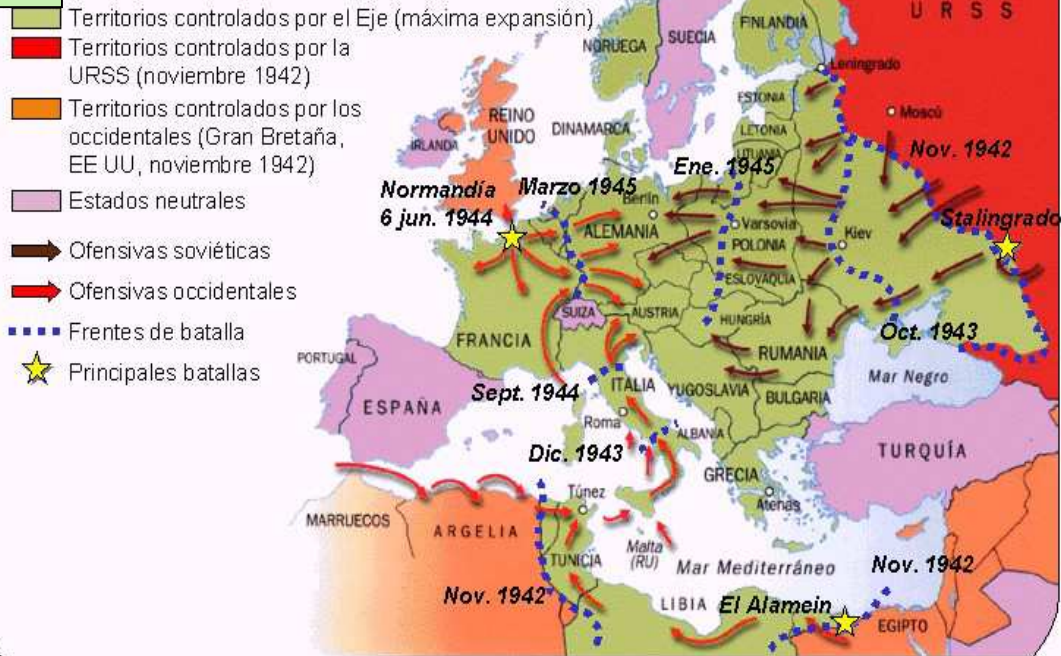 Territorios controlados por el Eje (máxima expansión)
Territorios controlados por la
URSS (noviembre 1942)
Territorios controlados por los
occidentales (Gran Bretaña,
EE UU, noviembre 1942)
Estados neutrales
Ofensivas soviéticas
Ofensivas occidentales
Frentes de batalla
Principales batallas
URSS
FINLANDIA
SUECIA
NORUEGA
Leningrado
ESTONIA
Moscú
REINO
UNIDO
DINAMARCA
LETONIA
IRLANDA
LITUANIA
Nov. 1942
Ene. 1945
Normandía
6 jun. 1944
Marzo 1945
Berlín
Stalingrado
ALEMANIA
Varsovia
POLONIA
Kiev
ESLOVAQUIA
SUIZA
AUSTRIA
HUNGRÍA
Oct. 1943
FRANCIA
RUMANIA
PORTUGAL
Mar Negro
Sept. 1944
ITALIA
YUGOSLAVIA
BULGARIA
ESPAÑA
Roma
ALBANIA
TURQUÍA
Dic. 1943
GRECIA
Túnez
Atenas
MARRUECOS
ARGELIA
Malta
(RU)
TUNICIA
Mar Mediterráneo
Nov. 1942
Nov. 1942
LIBIA
El Alamein
EGIPTO